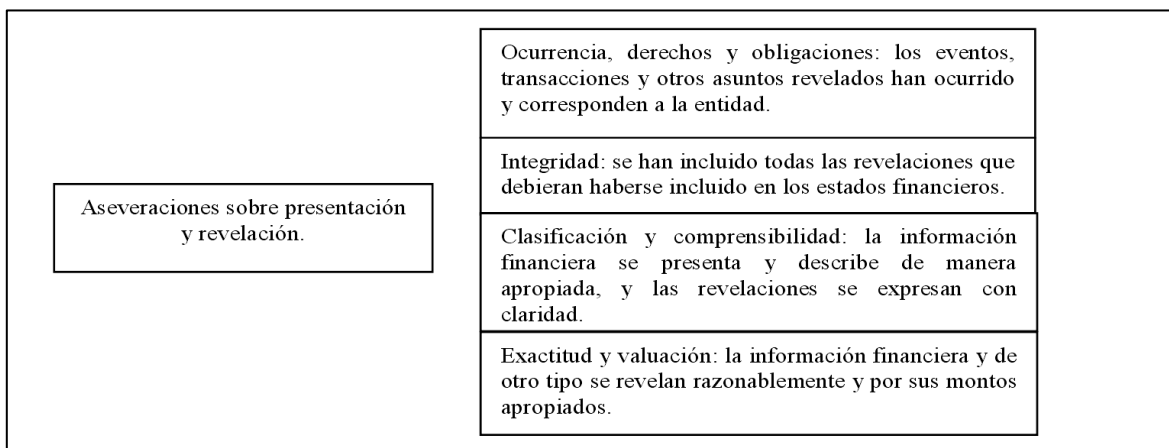 Aseveraciones sobre presentación
y revelación.
Ocurrencia, derechos y obligaciones: los eventos,
transacciones y otros asuntos revelados han ocurrido
y corresponden a la entidad.
Integridad: se han incluido todas las revelaciones que
debieran haberse incluido en los estados financieros.
Clasificación y comprensibilidad: la información
financiera se presenta y describe de manera
apropiada, y las revelaciones se expresan con
claridad.
Exactitud y valuación: la información financiera y de
otro tipo se revelan razonablemente y por sus montos
apropiados.